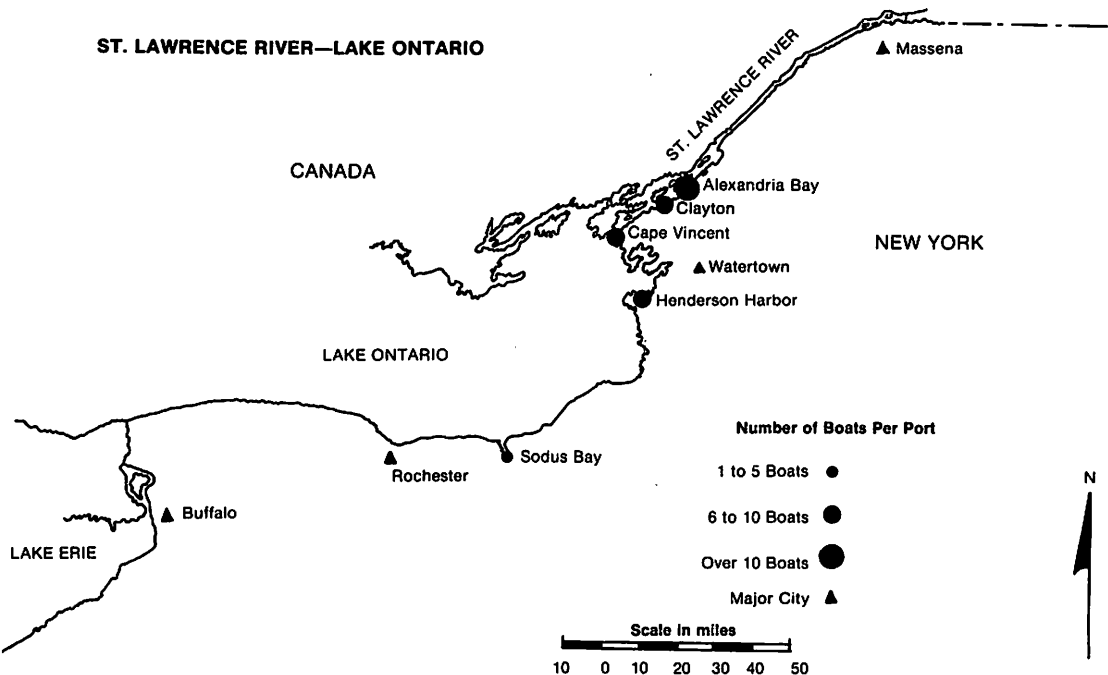 ST. LAWRENCE RIVER—LAKE ONTARIO
Massena
ST. LAWRENCE RIVER
CANADA
Alexandria Bay
Clayton
Cape Vincent
NEW YORK
Watertown
Henderson Harbor
LAKE ONTARIO
Number of Boats Per Port
Sodus Bay
1 to 5 Boats
Rochester
N
Buffalo
6 to 10 Boats
LAKE ERIE
Over 10 Boats
Major City
Scale in miles
10 0 10 20 30 40 50